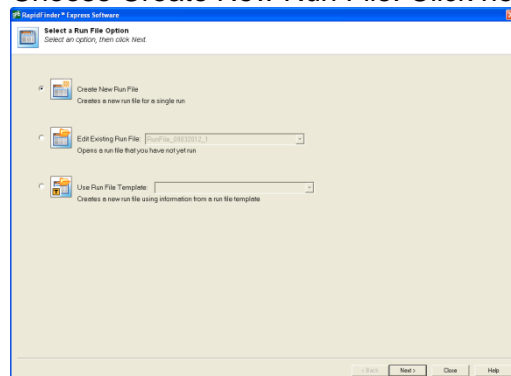 Choose Create New Run File. Click ne
RapidFinder™ Express Software
Select a Run File Option
Select an option, then click Next.
Create New Run File
Creates a new run file for a single run
Edit Existing Run File: RunFile_09032012_1
Opens a run file that you have not yet run
Use Run File Template:
Creates a new run file using information from a run file template
< Back Next > Close Help